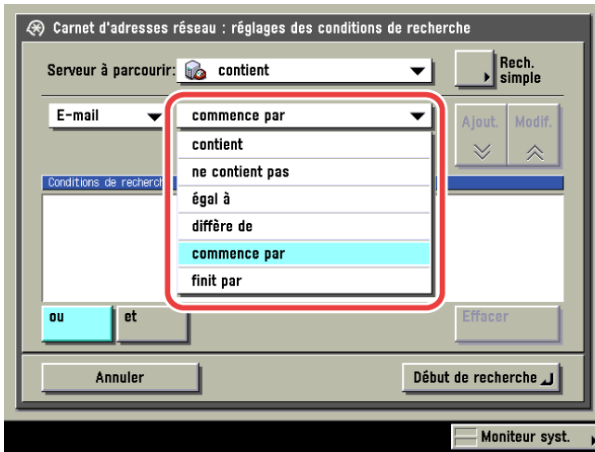 Carnet d'adresses réseau : réglages des conditions de recherche
Serveur à parcourir: contient
Rech. simple
E-mail
commence par
Ajout.
Modif.
contient
ne contient pas
Conditions de recherch
égal à
diffère de
commence par
finit par
ou
et
Effacer
Annuler
Début de recherche
Moniteur syst.